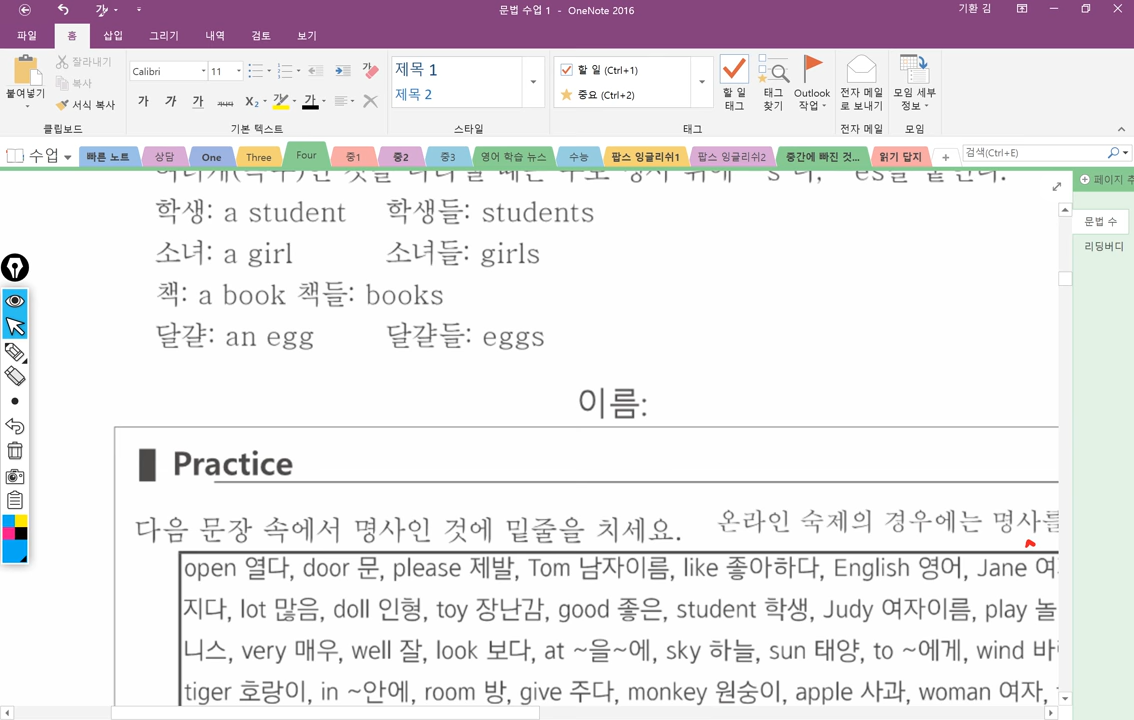 문법 수업 1 - OneNote 2016
기환 김
파일 홈 삽입 그리기 내역 검토 보기
붙여넣기 잘라내기 복사 서식 복사 클립보드
Calibri 11
가 가 가 X₂ 가 가
기본 텍스트
제목 1
제목 2
스타일
할 일 (Ctrl+1)
중요 (Ctrl+2)
할 일 태그
태그 찾기
Outlook 작업
태그
전자 메일로 보내기
전자 메일
모임 세부 정보
모임
수업 빠른 노트 상담 One Three Four 중1 중2 중3 영어 학습 뉴스 수능 팝스 잉글리쉬1 팝스 잉글리쉬2 중간에 빠진 것... 읽기 답지 + 검색(Ctrl+E)
페이지 추
문법 수
리딩버디
학생: a student 학생들: students
소녀: a girl 소녀들: girls
책: a book 책들: books
달걀: an egg 달걀들: eggs
이름:
Practice
다음 문장 속에서 명사인 것에 밑줄을 치세요. 온라인 숙제의 경우에는 명사를
open 열다, door 문, please 제발, Tom 남자이름, like 좋아하다, English 영어, Jane 여
지다, lot 많음, doll 인형, toy 장난감, good 좋은, student 학생, Judy 여자이름, play 놀
니스, very 매우, well 잘, look 보다, at ~을~에, sky 하늘, sun 태양, to ~에게, wind 바
tiger 호랑이, in ~안에, room 방, give 주다, monkey 원숭이, apple 사과, woman 여자,